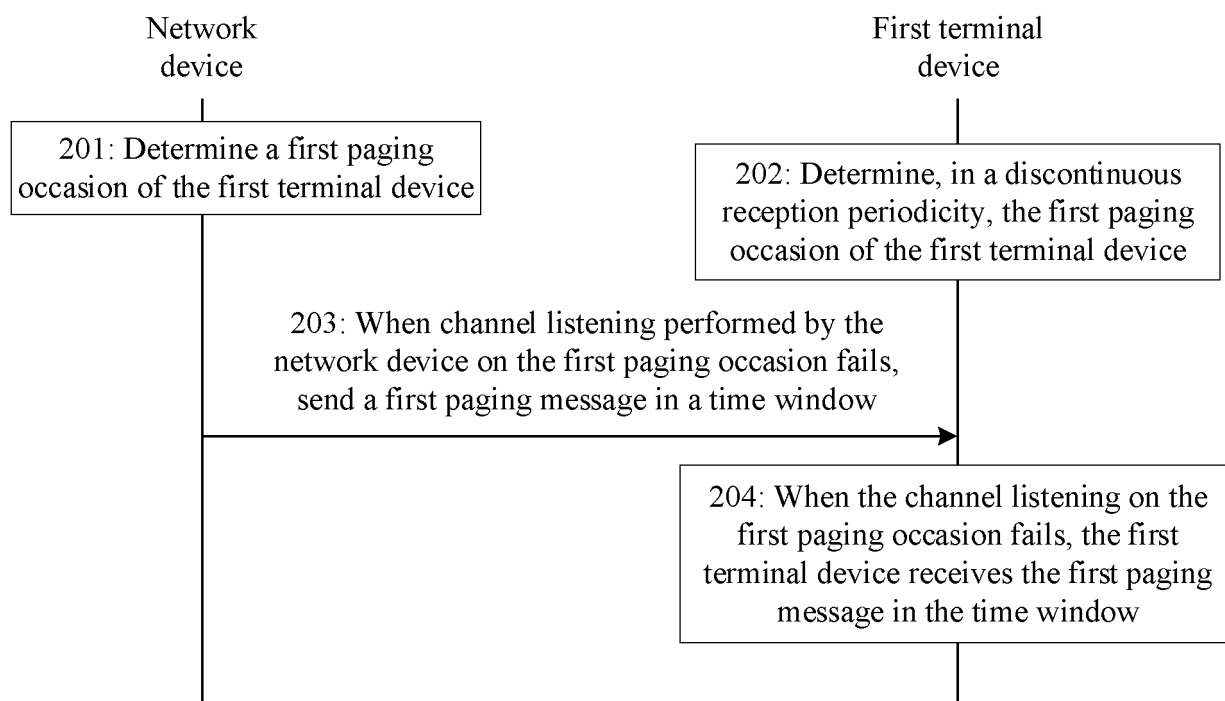 Network
device
First terminal
device
201: Determine a first paging
occasion of the first terminal device
202: Determine, in a discontinuous
reception periodicity, the first paging
occasion of the first terminal device
203: When channel listening performed by the
network device on the first paging occasion fails,
send a first paging message in a time window
204: When the channel listening on the
first paging occasion fails, the first
terminal device receives the first paging
message in the time window